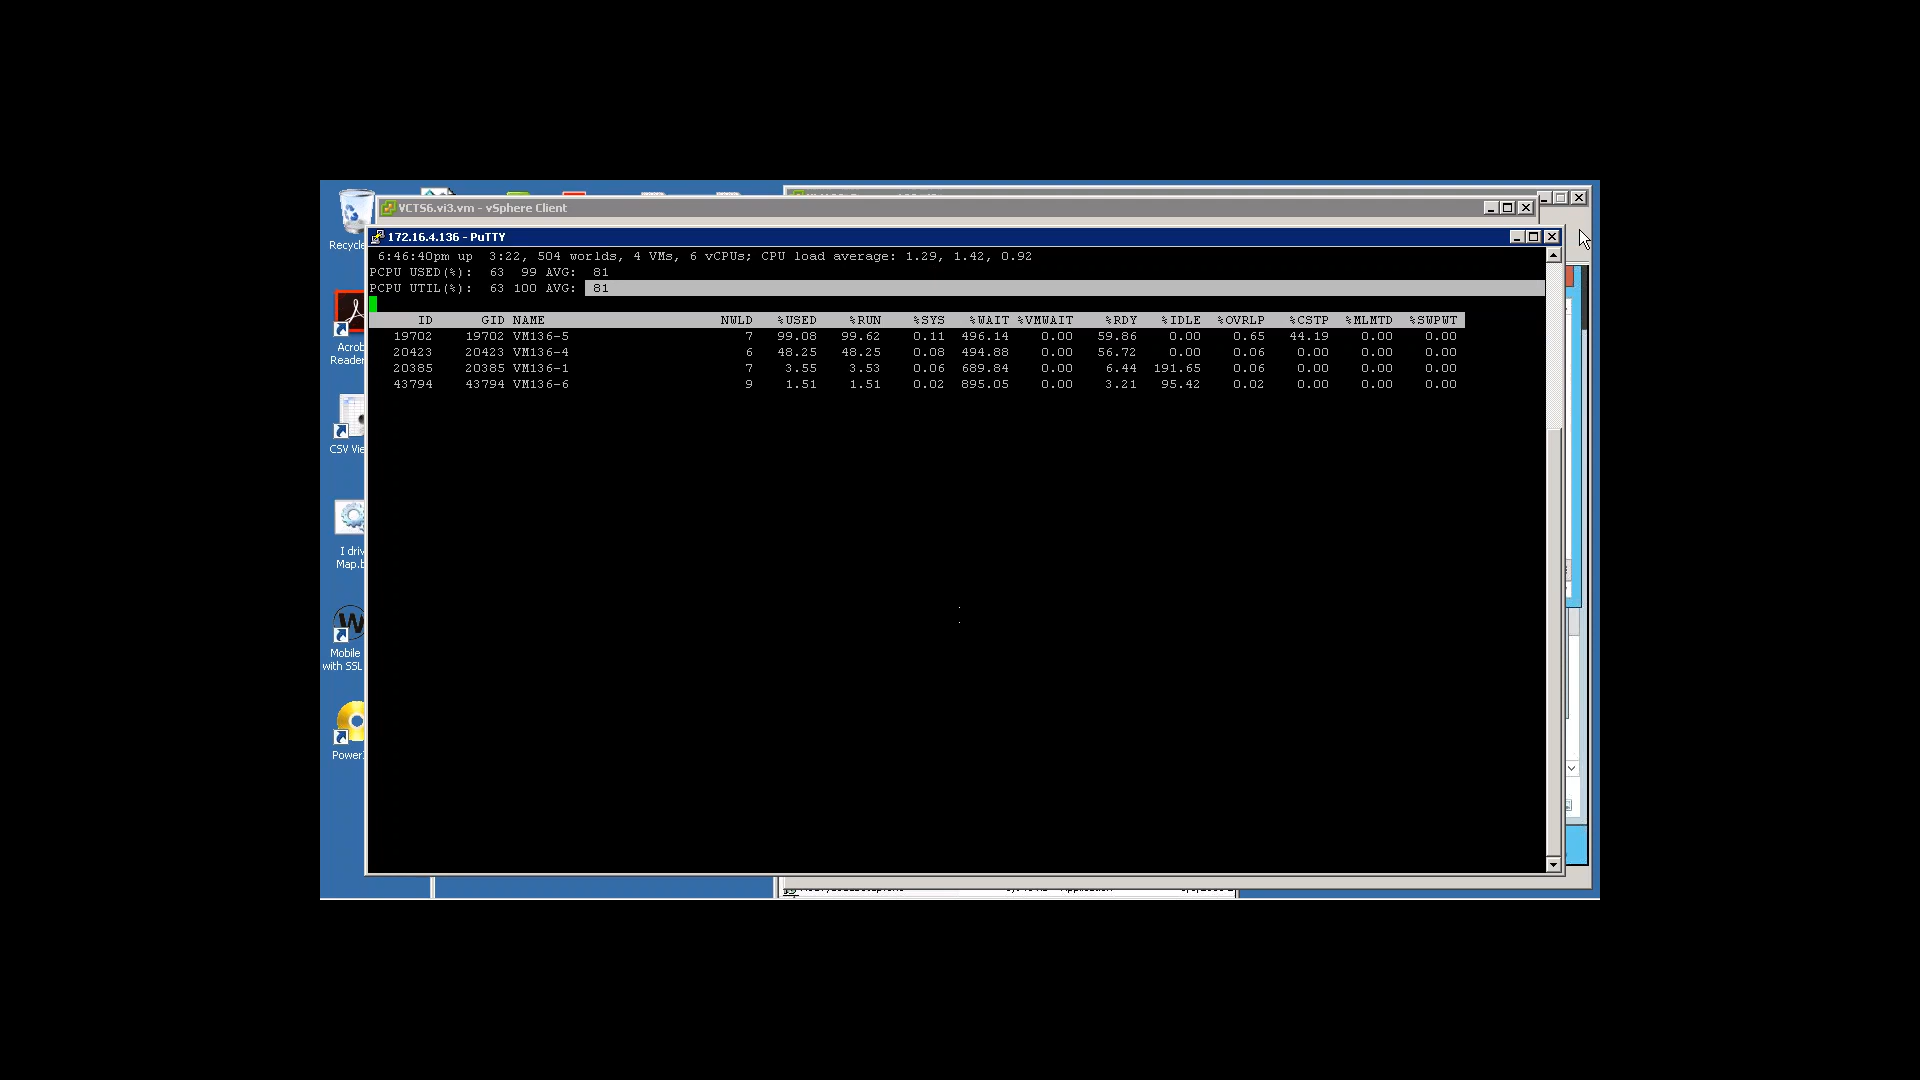 VCTS6.vi3.vm - vSphere Client
172.16.4.136 - PuTTY
6:46:40pm up  3:22, 504 worlds, 4 VMs, 6 vCPUs; CPU load average: 1.29, 1.42, 0.92
PCPU USED(%):  63  99 AVG:  81
PCPU UTIL(%):  63 100 AVG:  81
ID GID NAME NWLD %USED %RUN %SYS %WAIT %VMWAIT %RDY %IDLE %OVRLP %CSTP %MLMTD %SWPWT
19702 19702 VM136-5 7 99.08 99.62 0.11 496.14 0.00 59.86 0.00 0.65 44.19 0.00 0.00
20423 20423 VM136-4 6 48.25 48.25 0.08 494.88 0.00 56.72 0.00 0.06 0.00 0.00 0.00
20385 20385 VM136-1 7 3.55 3.53 0.06 689.84 0.00 6.44 191.65 0.06 0.00 0.00 0.00
43794 43794 VM136-6 9 1.51 1.51 0.02 895.05 0.00 3.21 95.42 0.02 0.00 0.00 0.00
Recycle
Acrob
Reader
CSV Vie
I driv
Map.b
Mobile
with SSL
Power